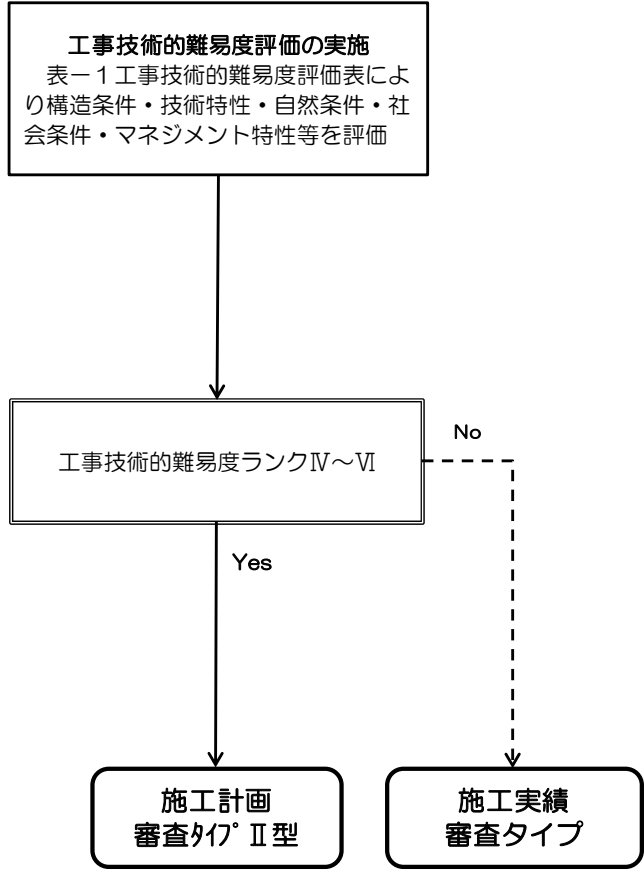 工事技術的難易度評価の実施
表－１工事技術的難易度評価表によ
り構造条件・技術特性・自然条件・社
会条件・マネジメント特性等を評価
工事技術的難易度ランクⅣ～Ⅵ
No
Yes
施工計画
審査ﾀｲﾌﾟⅡ型
施工実績
審査タイプ